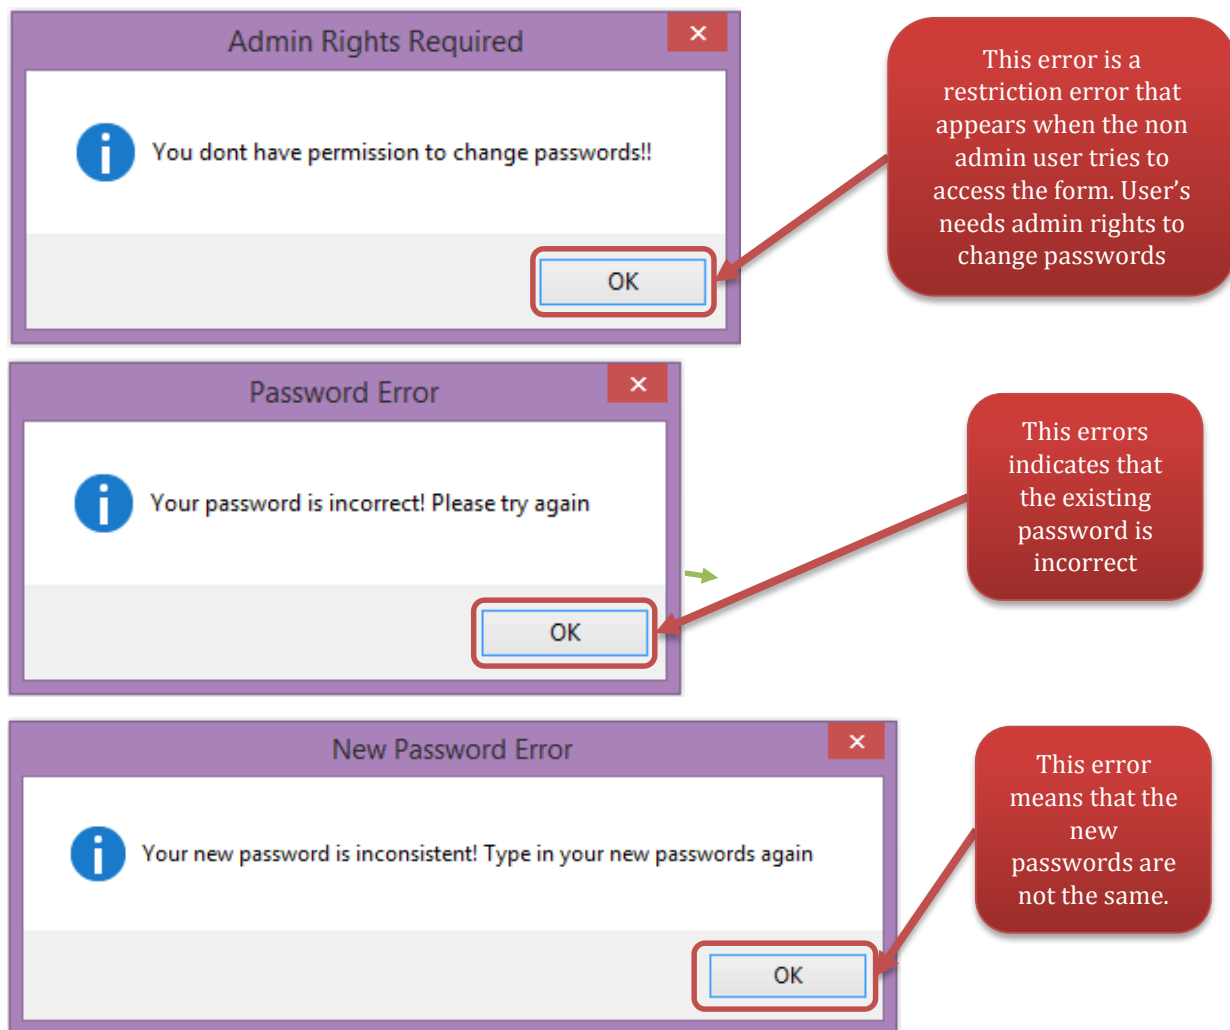 Admin Rights Required
You dont have permission to change passwords!!
OK
This error is a
restriction error that
appears when the non
admin user tries to
access the form. User’s
needs admin rights to
change passwords
Password Error
Your password is incorrect! Please try again
OK
This errors
indicates that
the existing
password is
incorrect
New Password Error
Your new password is inconsistent! Type in your new passwords again
OK
This error
means that the
new
passwords are
not the same.